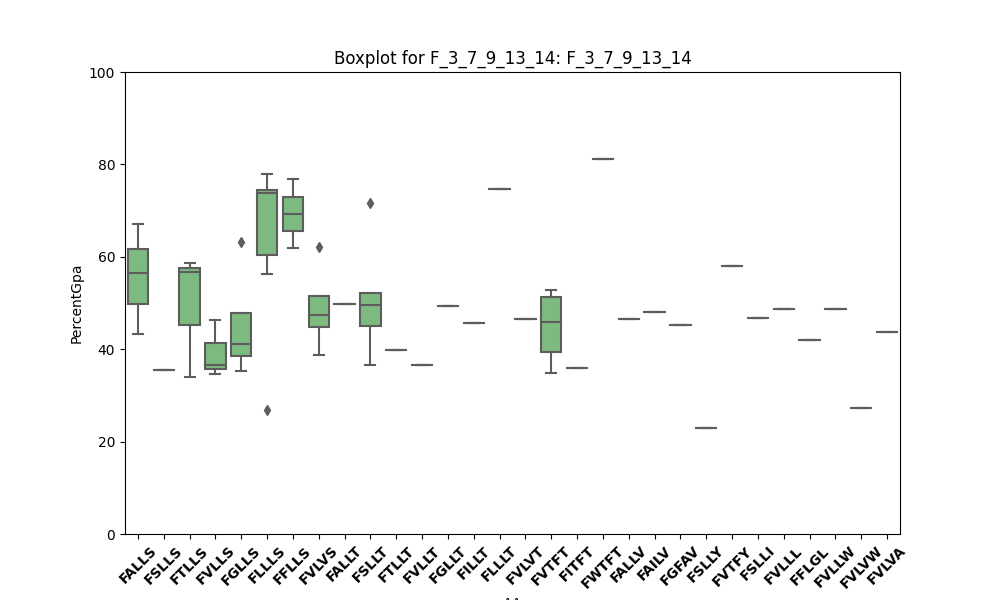 Boxplot for F_3_7_9_13_14: F_3_7_9_13_14
100
80
60
40
20
0
PercentGpa
FALLS
FSLLS
FTLLS
FVLLS
FGLLS
FLLLS
FFLLS
FVLVS
FALLT
FSLLT
FTLLT
FVLLT
FGLLT
FILLT
FLLLT
FVLVT
FVTFT
FITFT
FWTFT
FALLV
FAILV
FGFAV
FSLLY
FVTFY
FSLLI
FVLLL
FFLGL
FVLLW
FVLVW
FVLVA